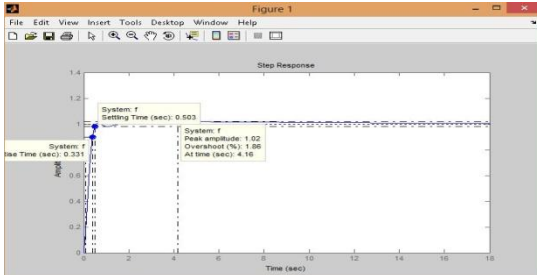 Figure 1
File Edit View Insert Tools Desktop Window Help
Step Response
1.4
1.2
1
0.6
0.4
0.2
0
System: f
Settling Time (sec): 0.503
System: f
Peak amplitude: 1.02
Overshoot (%): 1.86
At time (sec): 4.16
System: f
ise Time (sec): 0.331
0 2 4 6 8 10 12 14 16 18
Time (sec)